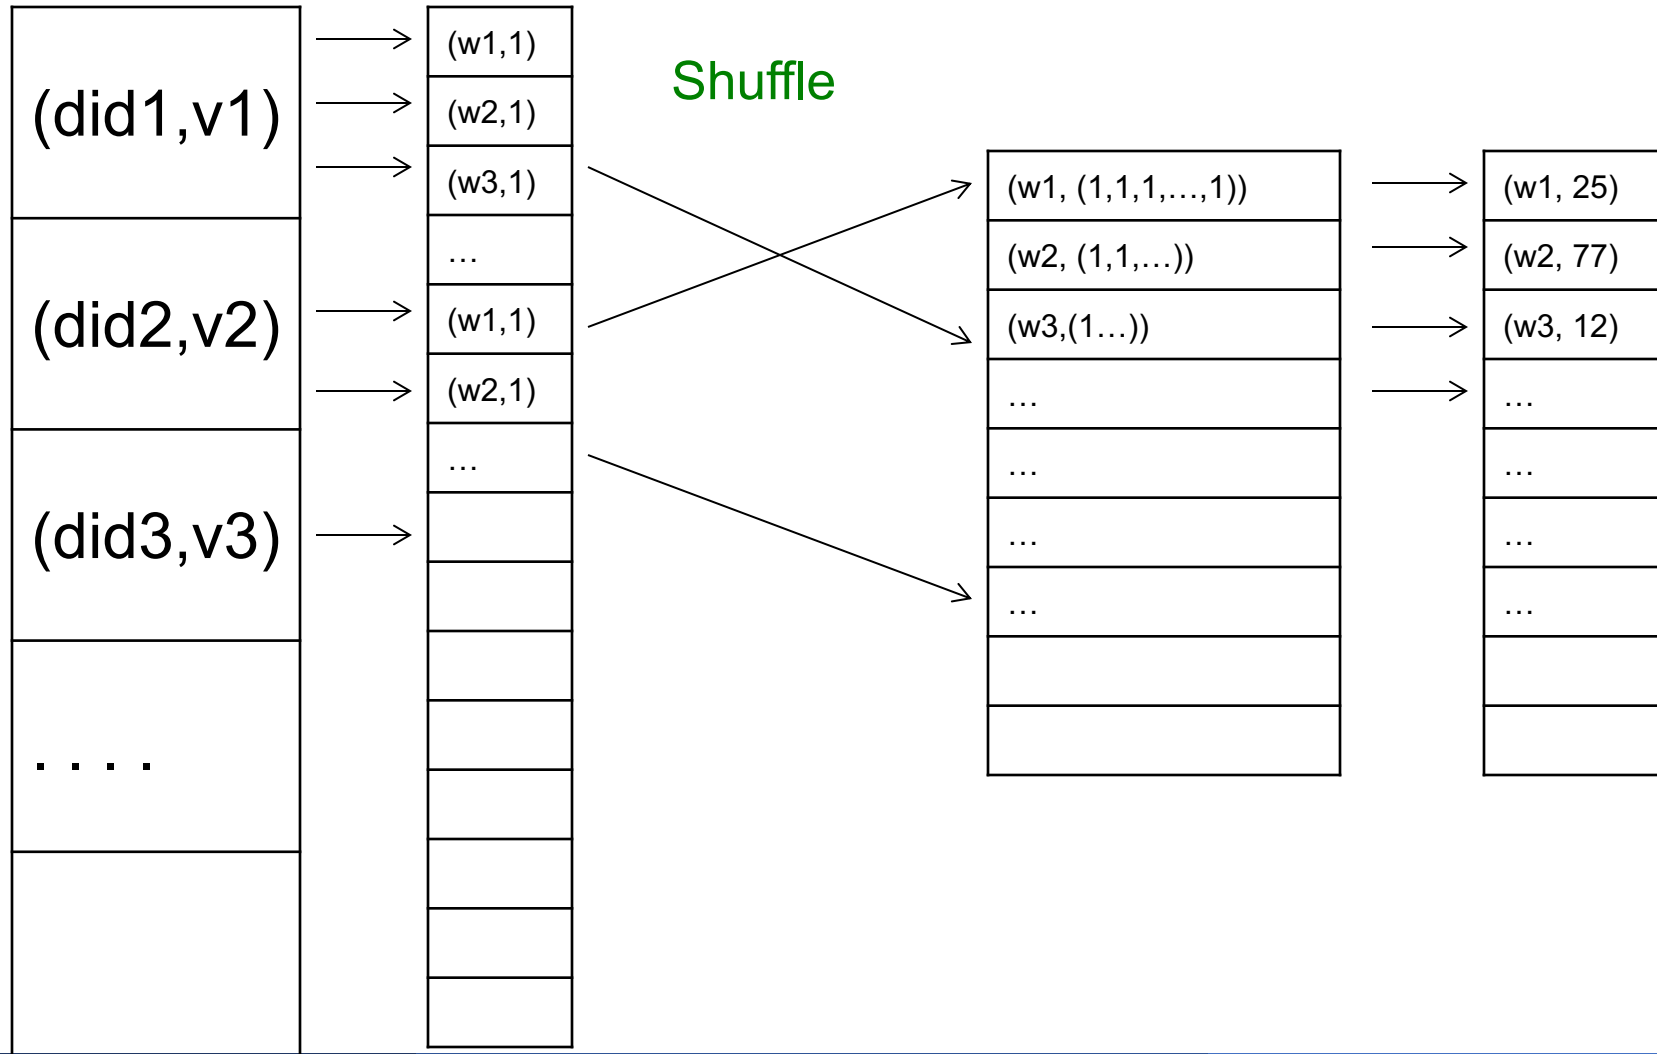 (did1,v1)
(did2,v2)
(did3,v3)
. . . .
(w1,1)
(w2,1)
(w3,1)
…
(w1,1)
(w2,1)
…
Shuffle
(w1, (1,1,1,…,1))
(w2, (1,1,…))
(w3,(1…))
…
…
…
…
(w1, 25)
(w2, 77)
(w3, 12)
…
…
…
…